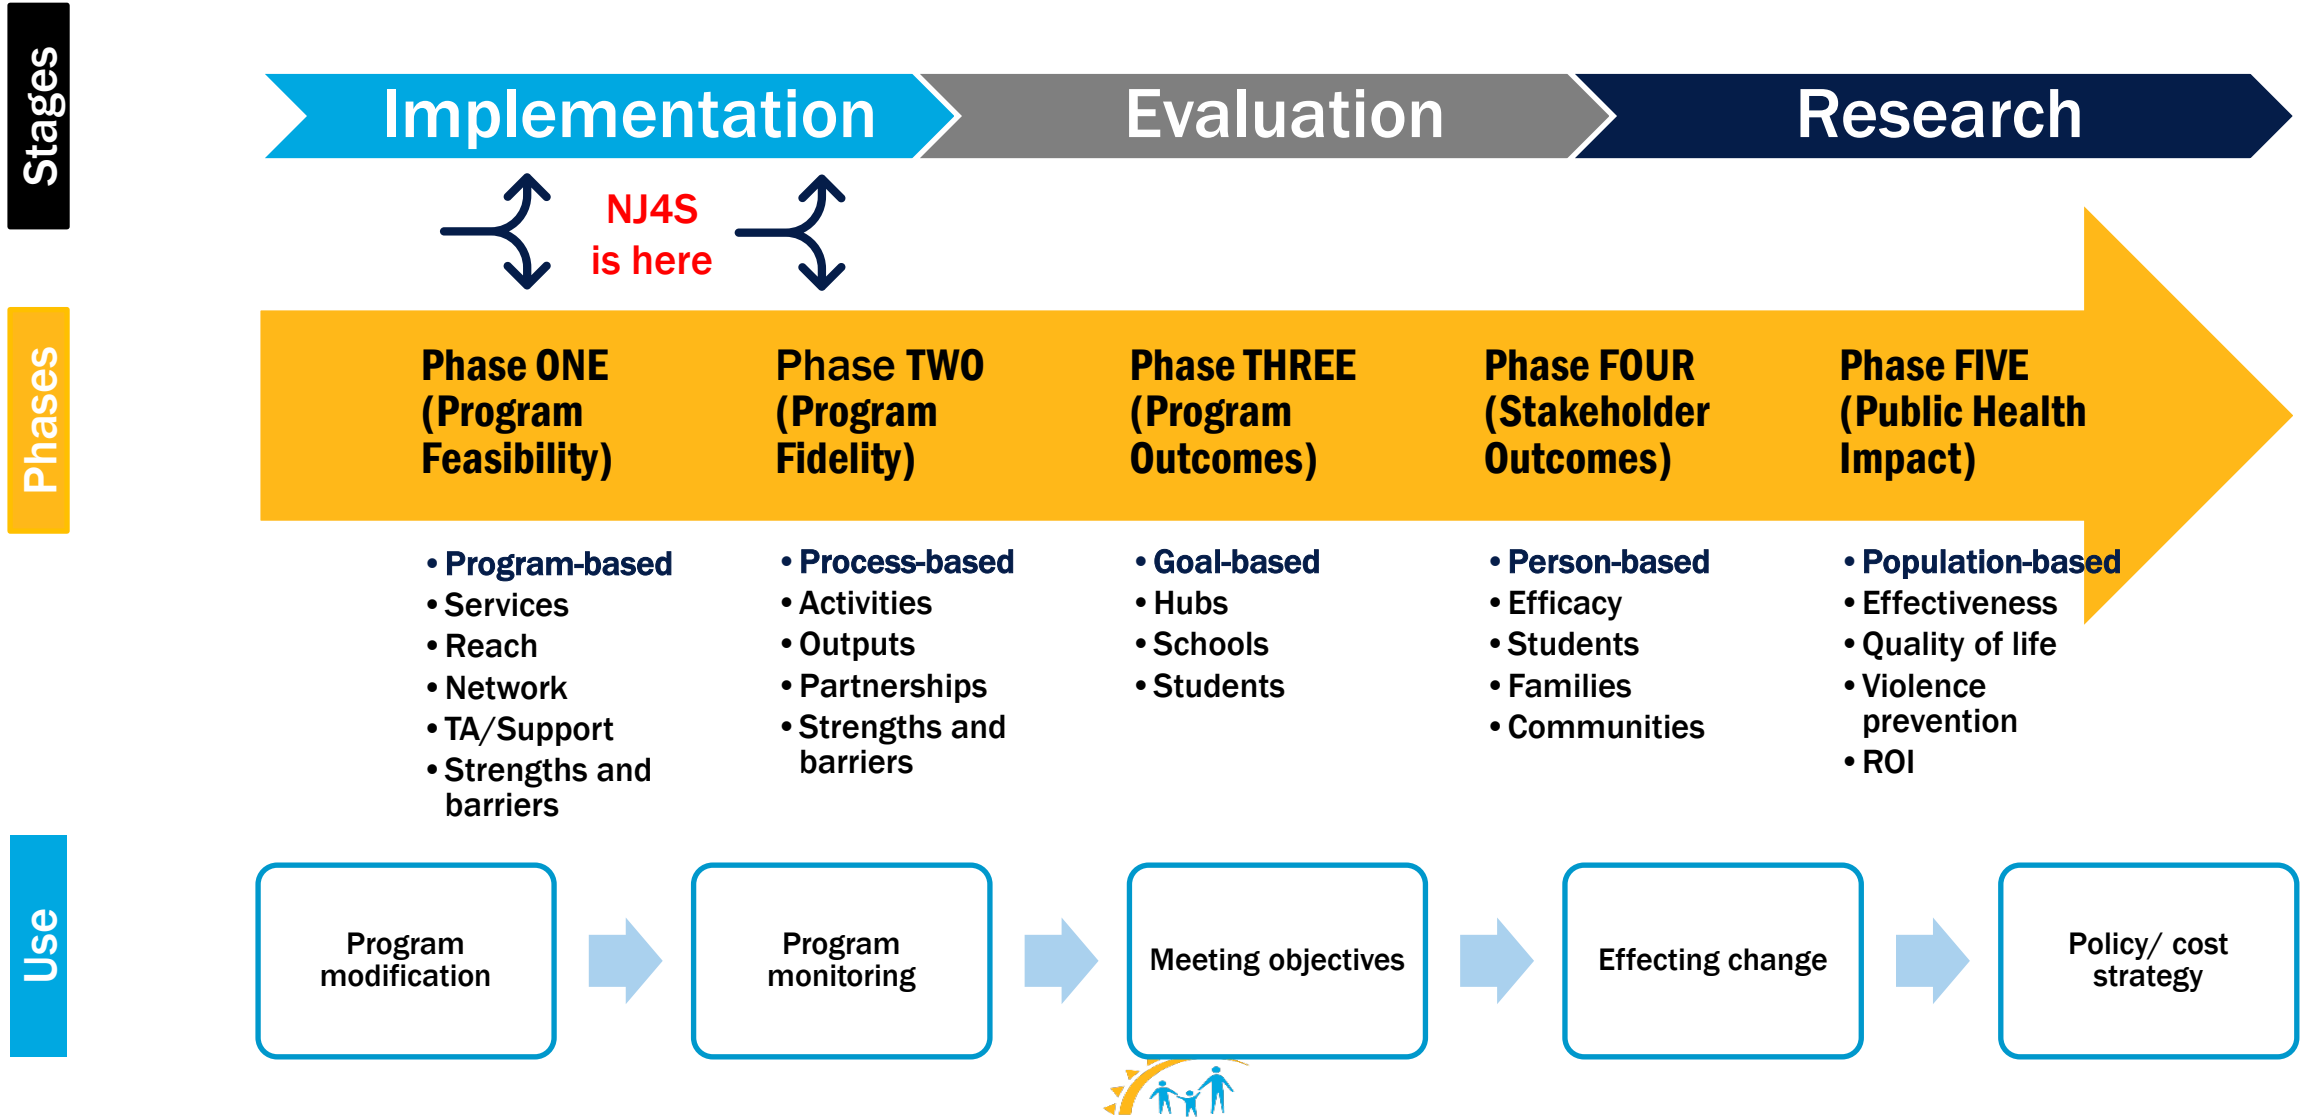 Stages
Implementation
Evaluation
Research
NJ4S
is here
Phases
Phase ONE
(Program
Feasibility)
• Program-based
• Services
• Reach
• Network
• TA/Support
• Strengths and
barriers
Phase TWO
(Program
Fidelity)
• Process-based
• Activities
• Outputs
• Partnerships
• Strengths and
barriers
Phase THREE
(Program
Outcomes)
• Goal-based
• Hubs
• Schools
• Students
Phase FOUR
(Stakeholder
Outcomes)
• Person-based
• Efficacy
• Students
• Families
• Communities
Phase FIVE
(Public Health
Impact)
• Population-based
• Effectiveness
• Quality of life
• Violence
prevention
• ROI
Use
Program
modification
Program
monitoring
Meeting objectives
Effecting change
Policy/ cost
strategy